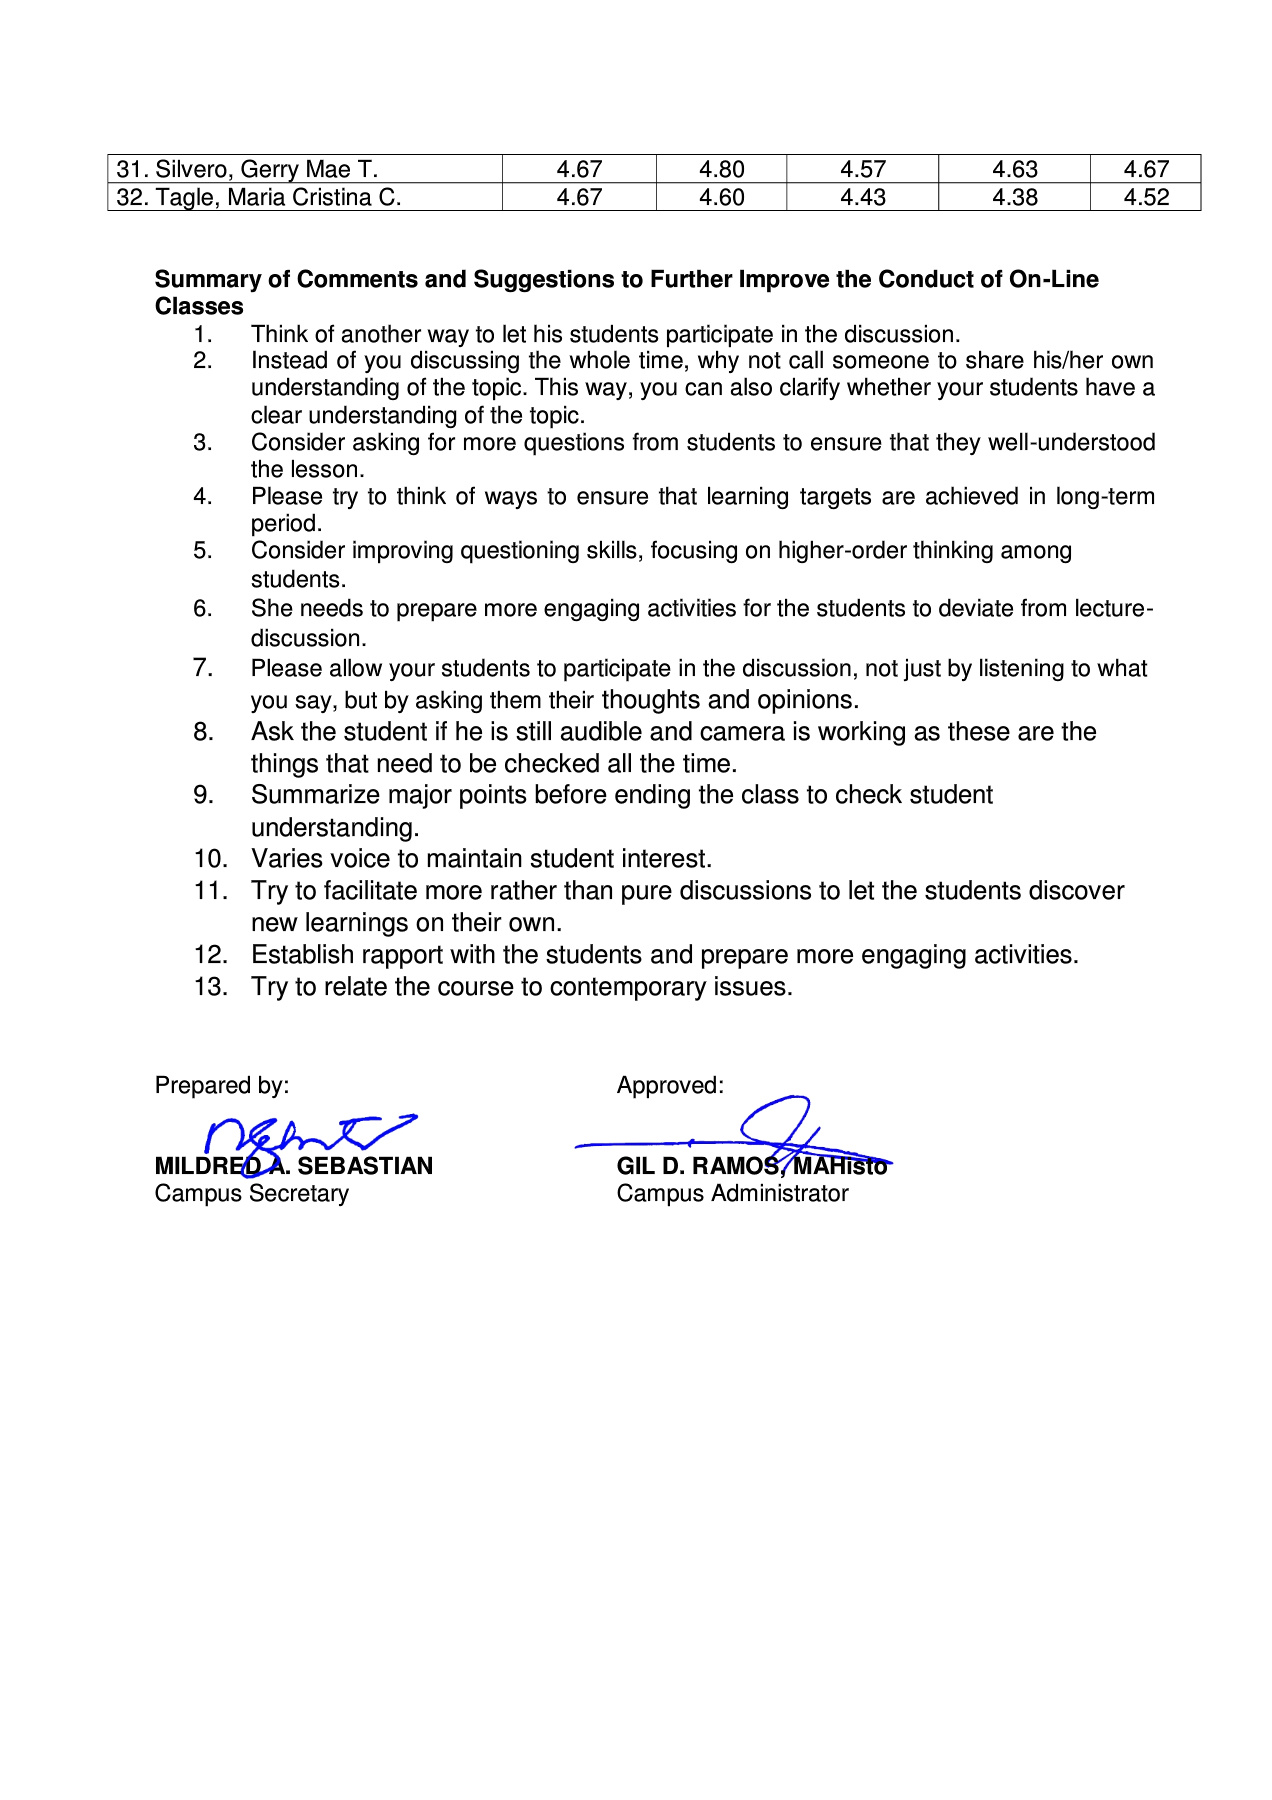 31. Silvero, Gerry Mae T. 4.67 4.80 4.57 4.63 4.67
32. Tagle, Maria Cristina C. 4.67 4.60 4.43 4.38 4.52
Summary of Comments and Suggestions to Further Improve the Conduct of On-Line
Classes
1. Think of another way to let his students participate in the discussion.
2. Instead of you discussing the whole time, why not call someone to share his/her own
understanding of the topic. This way, you can also clarify whether your students have a
clear understanding of the topic.
3. Consider asking for more questions from students to ensure that they well-understood
the lesson.
4. Please try to think of ways to ensure that learning targets are achieved in long-term
period.
5. Consider improving questioning skills, focusing on higher-order thinking among
students.
6. She needs to prepare more engaging activities for the students to deviate from lecture-
discussion.
7. Please allow your students to participate in the discussion, not just by listening to what
you say, but by asking them their thoughts and opinions.
8. Ask the student if he is still audible and camera is working as these are the
things that need to be checked all the time.
9. Summarize major points before ending the class to check student
understanding.
10. Varies voice to maintain student interest.
11. Try to facilitate more rather than pure discussions to let the students discover
new learnings on their own.
12. Establish rapport with the students and prepare more engaging activities.
13. Try to relate the course to contemporary issues.
Prepared by: Approved:
MILDRED A. SEBASTIAN GIL D. RAMOS, MAHisto
Campus Secretary Campus Administrator